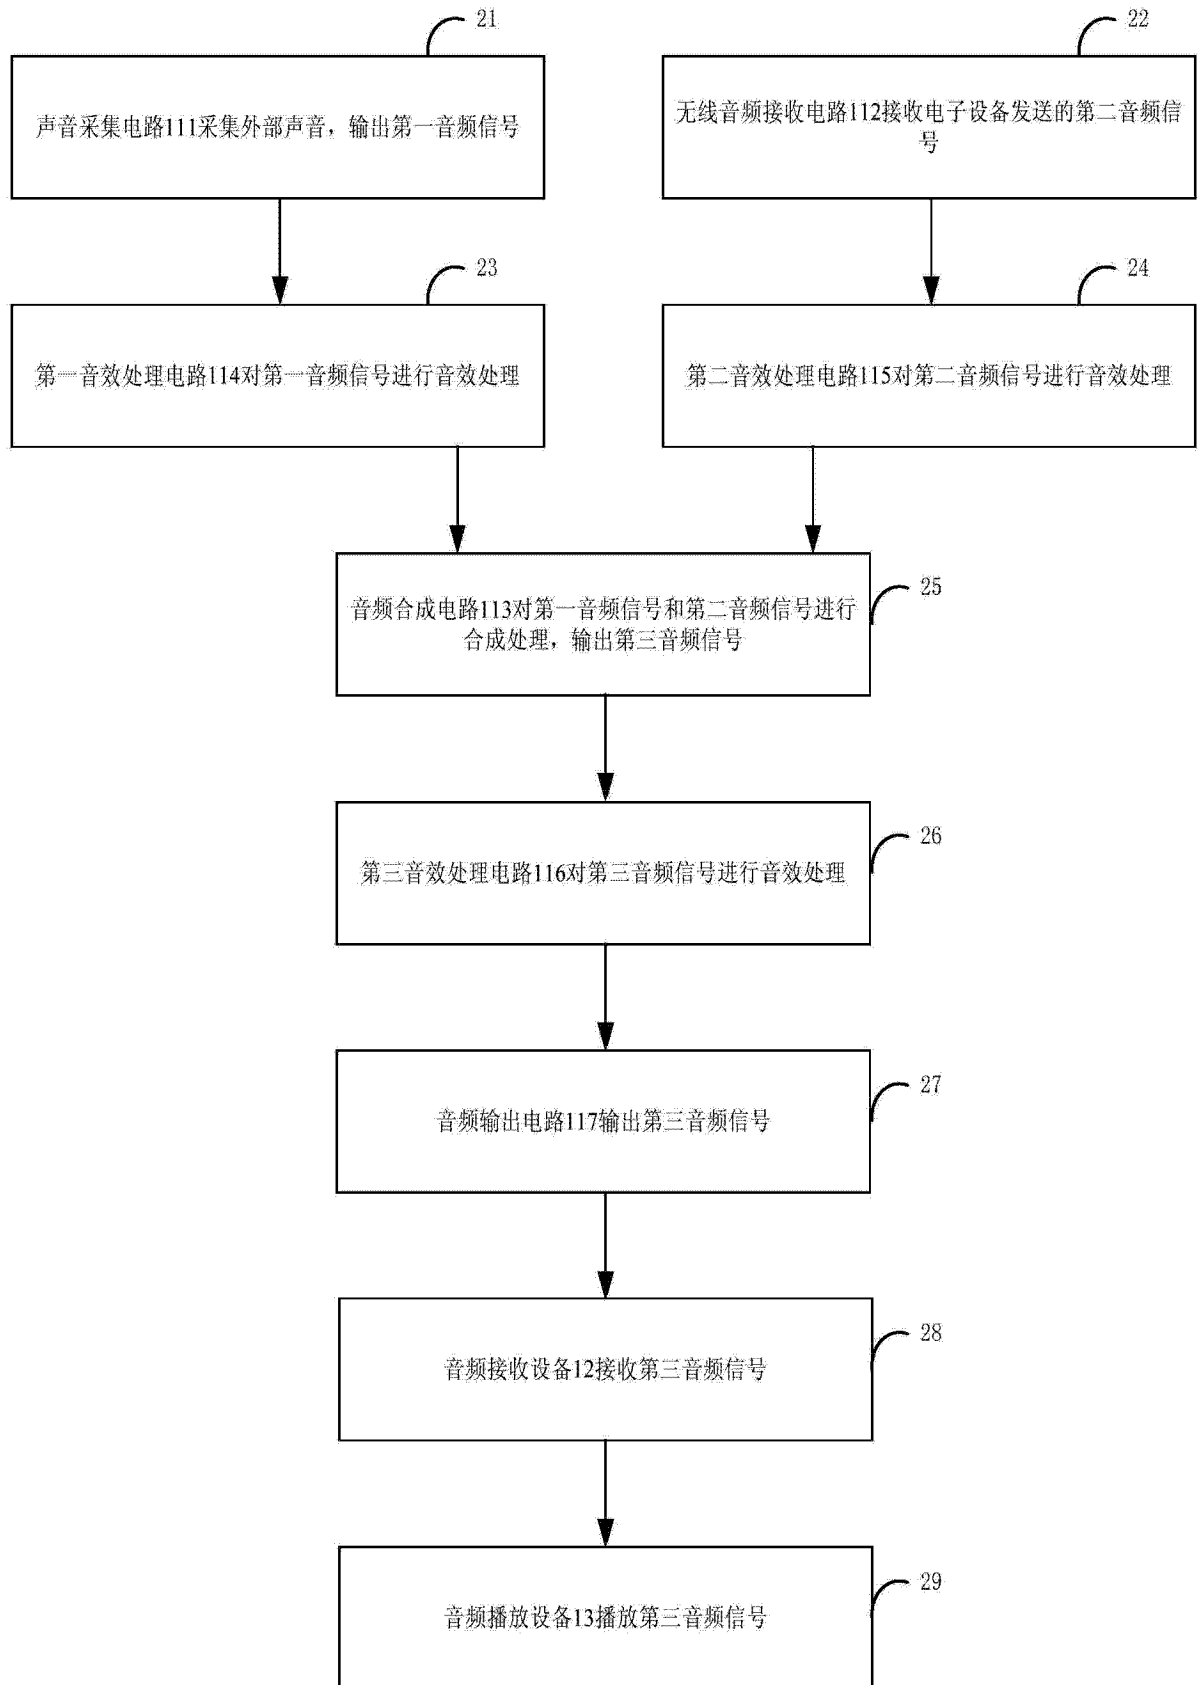 21
声音采集电路111采集外部声音，输出第一音频信号
22
无线音频接收电路112接收电子设备发送的第二音频信
号
23
第一音效处理电路114对第一音频信号进行音效处理
24
第二音效处理电路115对第二音频信号进行音效处理
25
音频合成电路113对第一音频信号和第二音频信号进行
合成处理，输出第三音频信号
26
第三音效处理电路116对第三音频信号进行音效处理
27
音频输出电路117输出第三音频信号
28
音频接收设备12接收第三音频信号
29
音频播放设备13播放第三音频信号